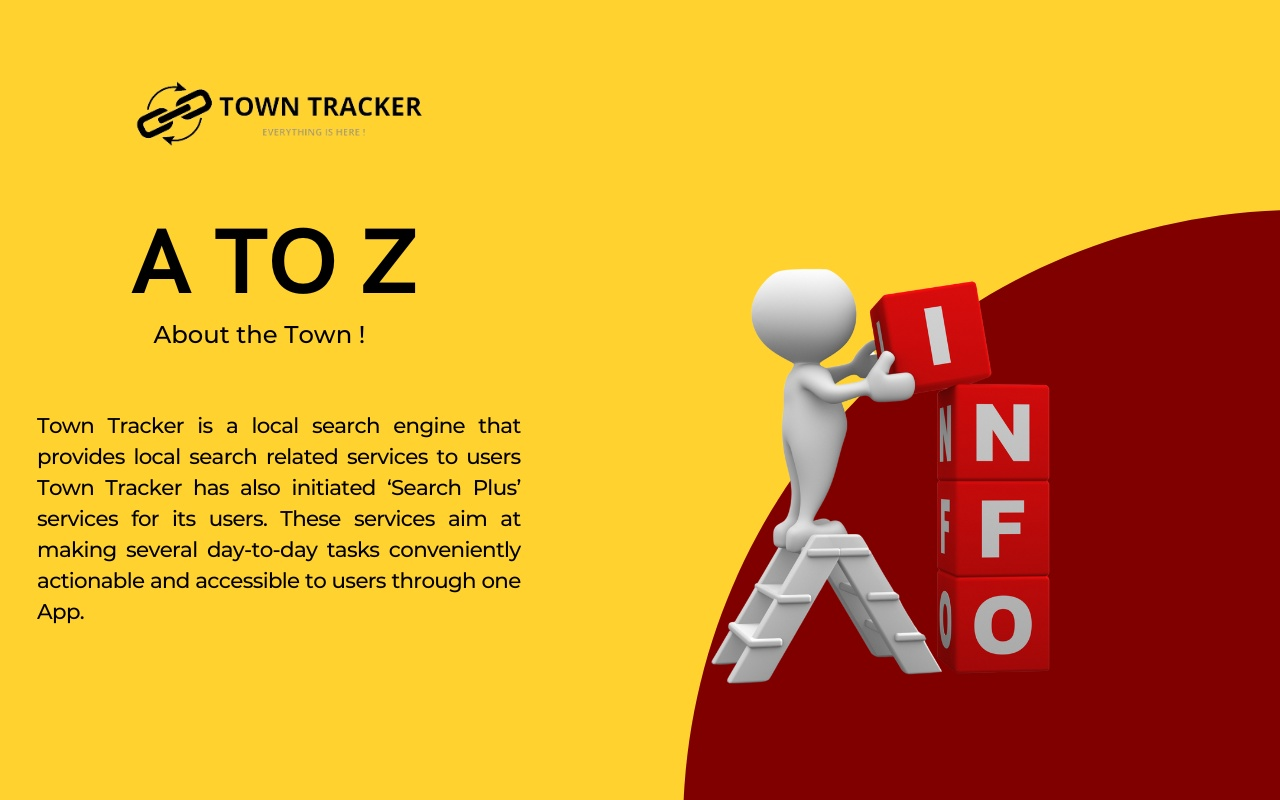 TOWN TRACKER
EVERYTHING IS HERE !
A TO Z
About the Town !
Town Tracker is a local search engine that
provides local search related services to users
Town Tracker has also initiated ‘Search Plus’
services for its users. These services aim at
making several day-to-day tasks conveniently
actionable and accessible to users through one
App.
I
I
N
N
F
F
O
O